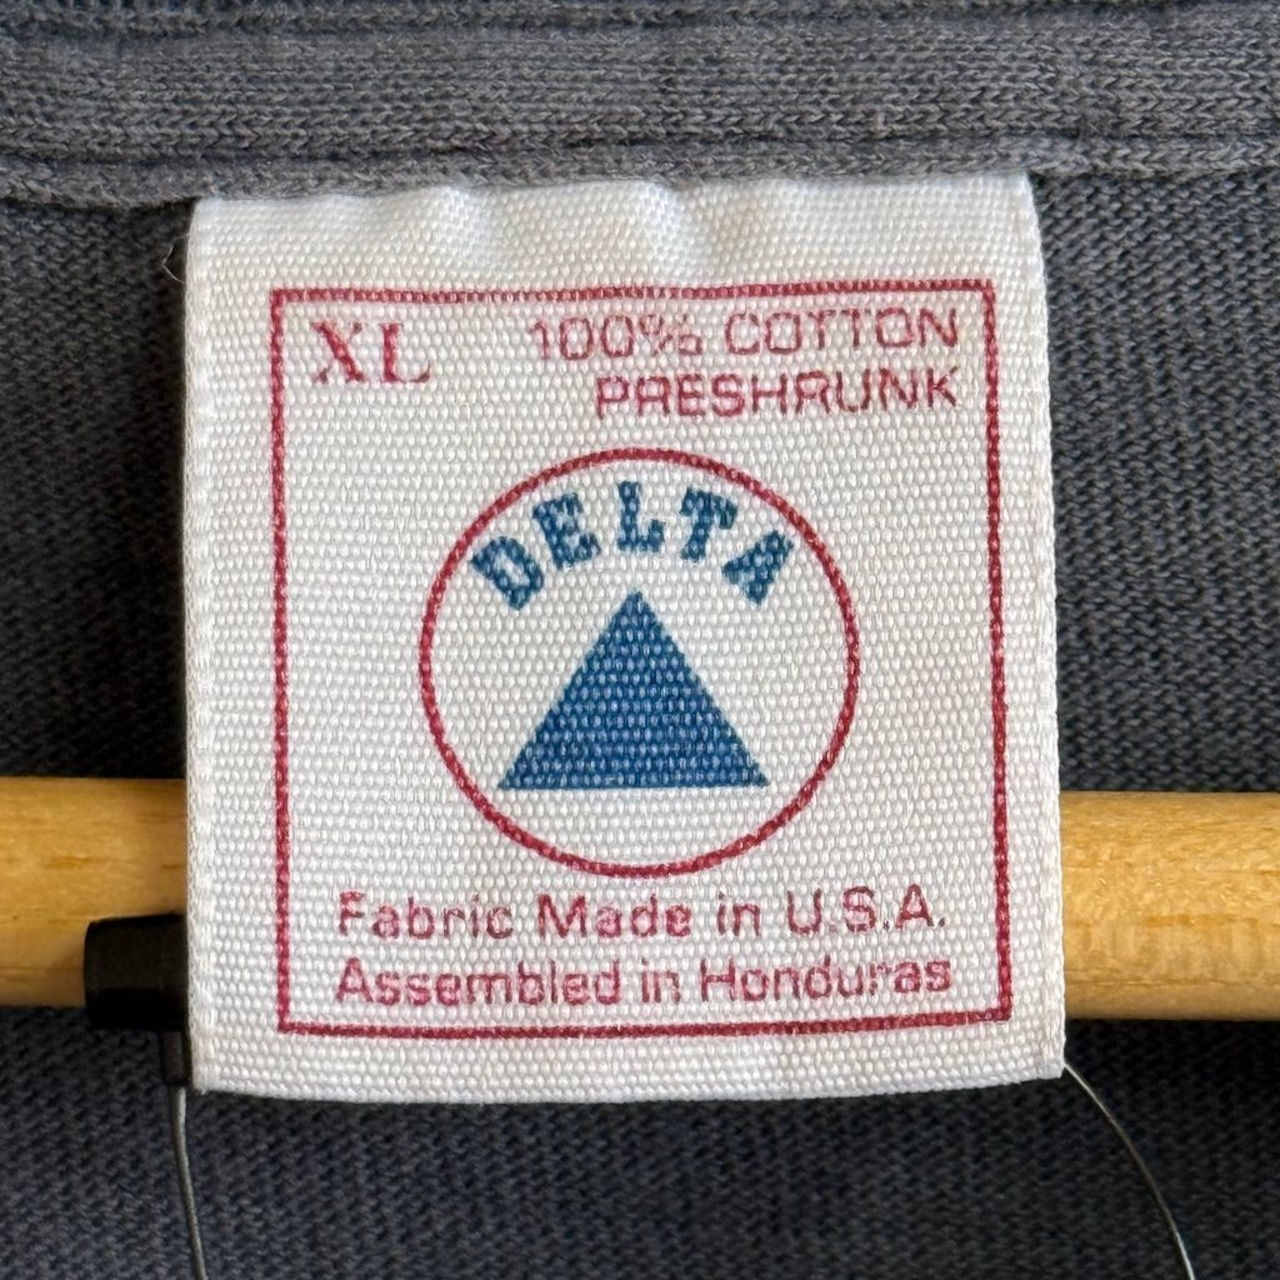 XL
100% COTTON
PRESHRUNK
DELTA
Fabric Made in U.S.A.
Assembled in Honduras